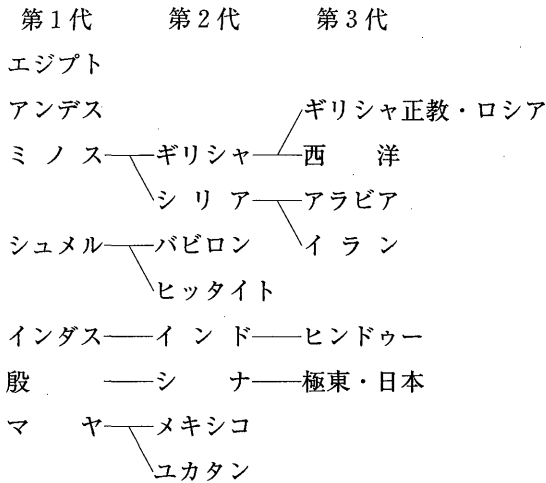 第1代 第2代 第3代
エジプト
アンデス ギリシャ正教・ロシア
ミノス ギリシャ 西洋
シリア アラビア
シュメル バビロン イラン
ヒッタイト
インダス インド ヒンドゥー
殷 シナ 極東・日本
マヤ メキシコ
ユカタン